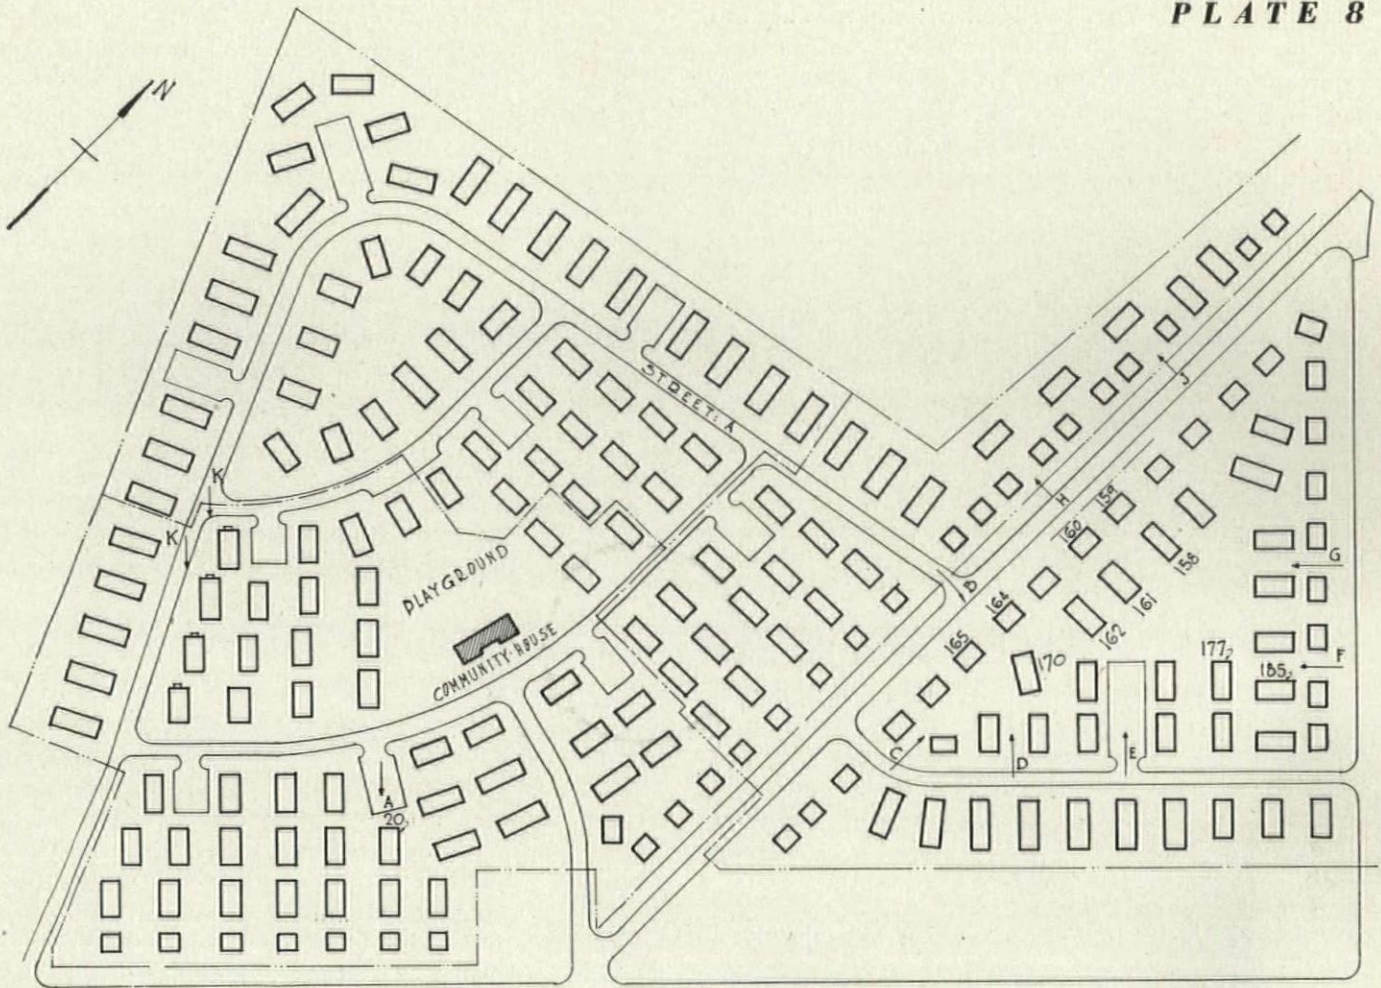 PLATE 8
N
STREET: A
K
K
PLAYGROUND
COMMUNITY-HOUSE
A
20
B
J
H
159
160
158
161
162
164
165
170
177
185
G
F
C
D
E